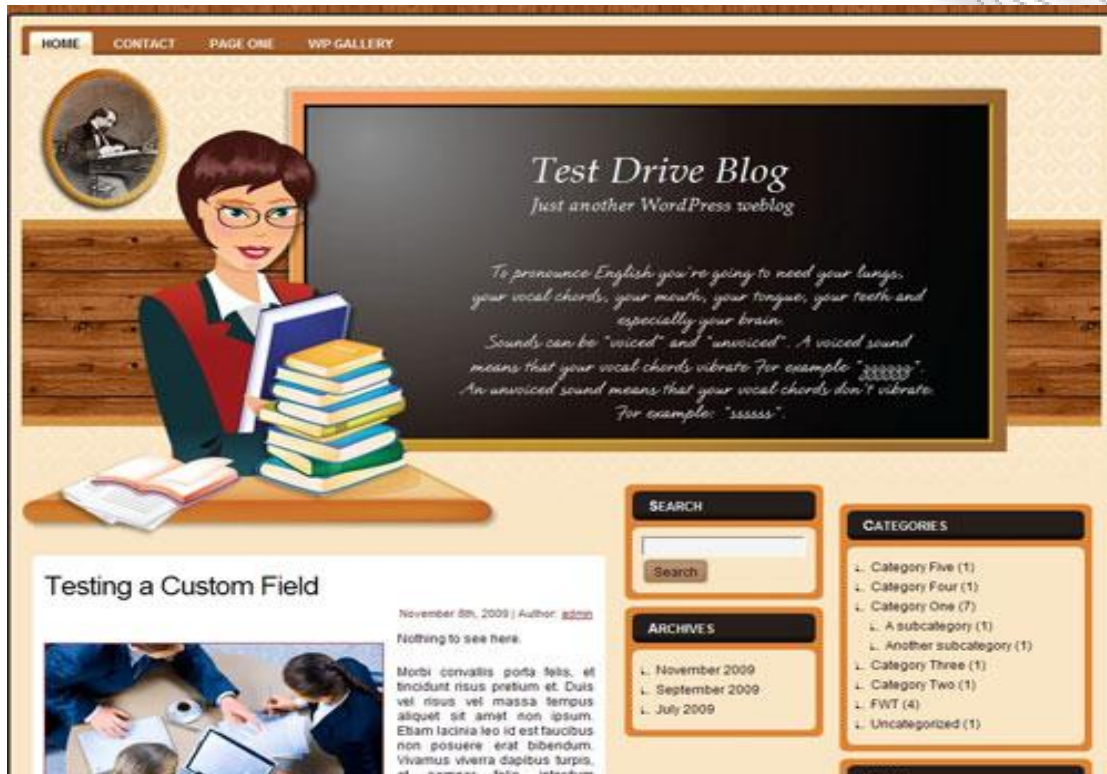 HOME CONTACT PAGE ONE WP GALLERY
Test Drive Blog
Just another WordPress weblog
To pronounce English you're going to need your lungs,
your vocal chords, your mouth, your tongue, your teeth and
especially your brain.
Sounds can be "voiced" and "unvoiced". A voiced sound
means that your vocal chords vibrate For example "zzzzzz".
An unvoiced sound means that your vocal chords don't vibrate.
For example: "ssssss".
Testing a Custom Field
November 8th, 2009 | Author: admin
Nothing to see here.
Morbi convallis porta felis, et
tincidunt risus pretium et. Duis
vel risus vel massa tempus
aliquet sit amet non ipsum.
Etiam lacinia leo id est faucibus
non posuere erat bibendum.
Vivamus viverra dapibus turpis,
SEARCH
Search
ARCHIVES
November 2009
September 2009
July 2009
CATEGORIES
Category Five (1)
Category Four (1)
Category One (7)
A subcategory (1)
Another subcategory (1)
Category Three (1)
Category Two (1)
FWT (4)
Uncategorized (1)